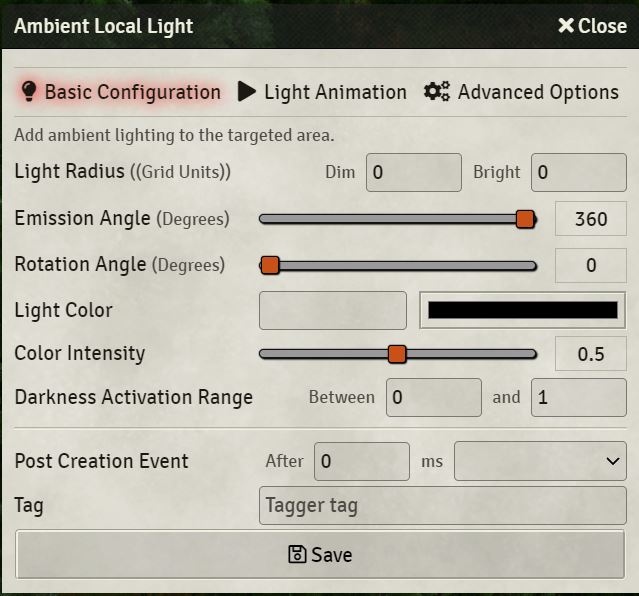 Ambient Local Light Close
Basic Configuration Light Animation Advanced Options
Add ambient lighting to the targeted area.
Light Radius ((Grid Units)) Dim 0 Bright 0
Emission Angle (Degrees) 360
Rotation Angle (Degrees) 0
Light Color
Color Intensity 0.5
Darkness Activation Range Between 0 and 1
Post Creation Event After 0 ms
Tag Tagger tag
Save